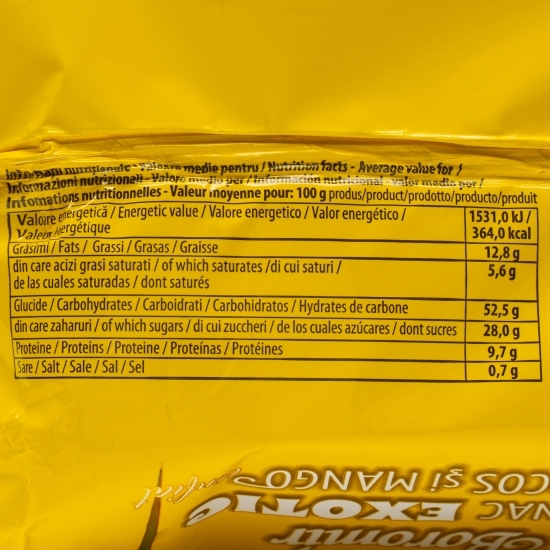 Valoare medie pentru / Nutrition facts - Average value for /
Informazioni nutrizionali - Valore medio per / Información nutricional - valor medio por /
Infomations nutritionnelles - Valeur moyenne pour: 100 g produs/product/prodotto/producto/produit
Valoare energetică / Energetic value / Valore energetico / Valor energético /
Valeur énergétique
1531,0 kJ /
364,0 kcal
Grăsimi / Fats / Grassi / Grasas / Graisse 12,8 g
din care acizi grasi saturati / of which saturates /di cui saturi /
de las cuales saturadas / dont saturés
5,6 g
Glucide / Carbohydrates / Carboidrati / Carbohidratos / Hydrates de carbone 52,5 g
din care zaharuri / of which sugars / di cui zuccheri / de los cuales azúcares / dont sucres 28,0 g
Proteine / Proteins / Proteine / Proteínas / Protéines 9,7 g
Sare / Salt / Sale / Sal / Sel 0,7 g
Boromir
EXOTIC
COS și MANGO